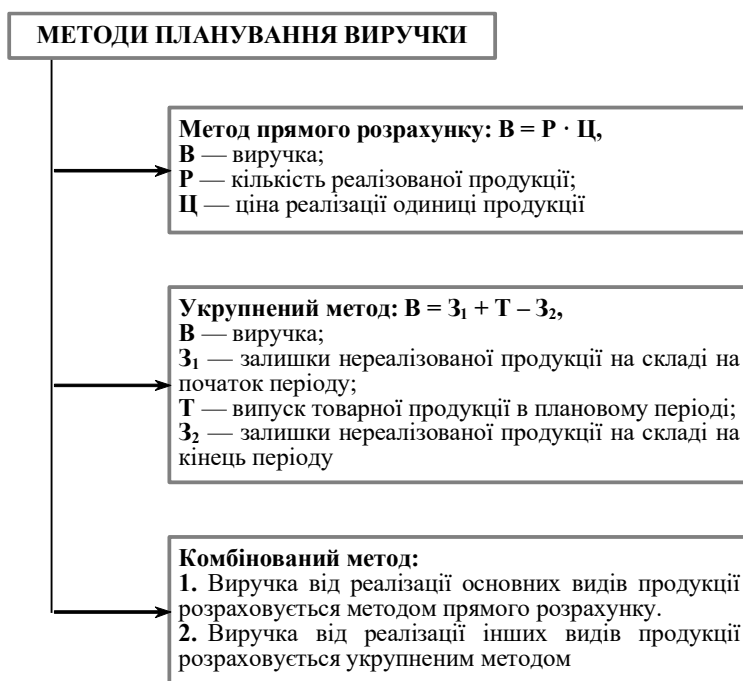 МЕТОДИ ПЛАНУВАННЯ ВИРУЧКИ
Метод прямого розрахунку: В = Р · Ц,
В — виручка;
Р — кількість реалізованої продукції;
Ц — ціна реалізації одиниці продукції
Укрупнений метод: В = З₁ + Т – З₂,
В — виручка;
З₁ — залишки нереалізованої продукції на складі на
початок періоду;
Т — випуск товарної продукції в плановому періоді;
З₂ — залишки нереалізованої продукції на складі на
кінець періоду
Комбінований метод:
1. Виручка від реалізації основних видів продукції
розраховується методом прямого розрахунку.
2. Виручка від реалізації інших видів продукції
розраховується укрупненим методом